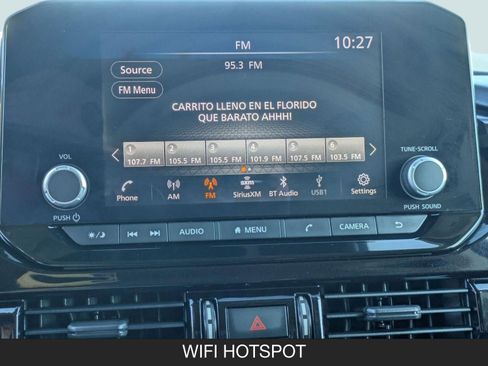 FM
10:27
Source
95.3 FM
FM Menu
CARRITO LLENO EN EL FLORIDO
QUE BARATO AHHH!
1 2 3 4 5 6
107.7 FM 105.5 FM 105.5 FM 101.9 FM 107.5 FM 103.5 FM
VOL
TUNE-SCROLL
Phone AM FM SiriusXM BT Audio USB1 Settings
PUSH
PUSH SOUND
AUDIO MENU CAMERA
WIFI HOTSPOT